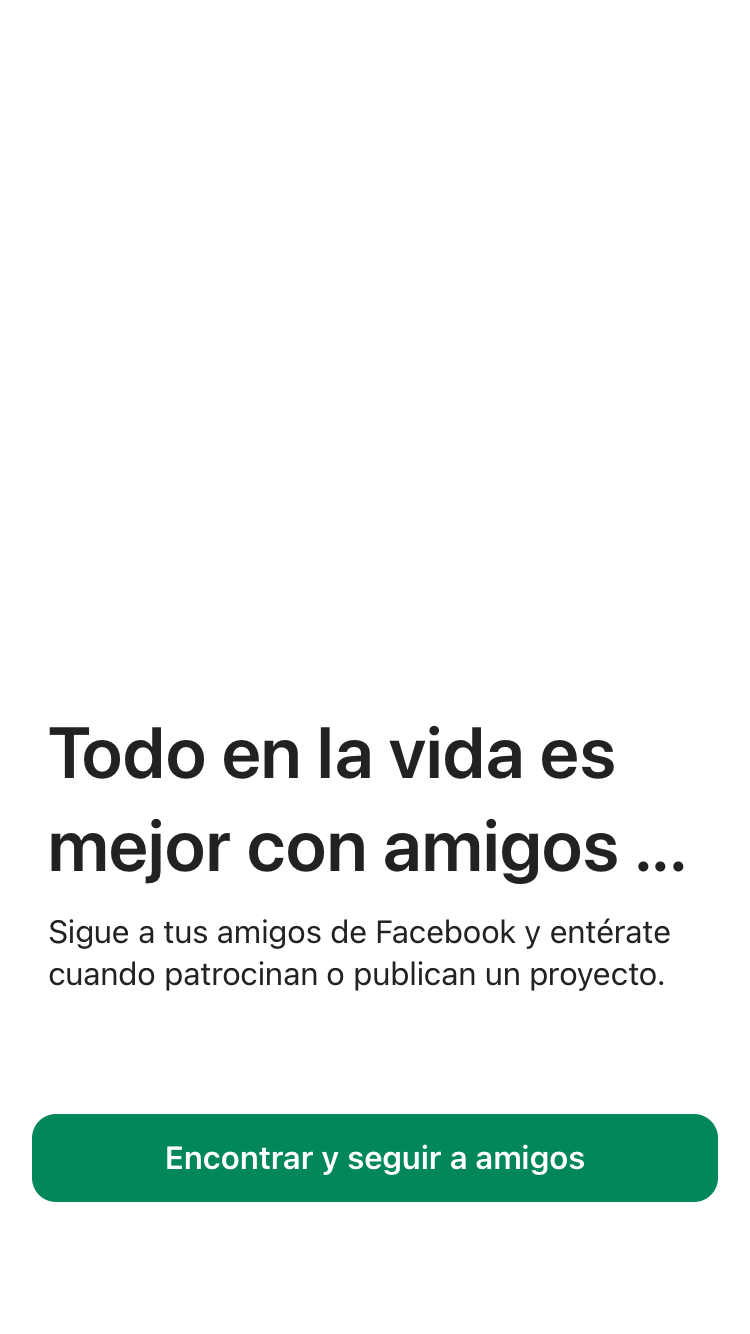 Todo en la vida es
mejor con amigos ...
Sigue a tus amigos de Facebook y entérate
cuando patrocinan o publican un proyecto.
Encontrar y seguir a amigos